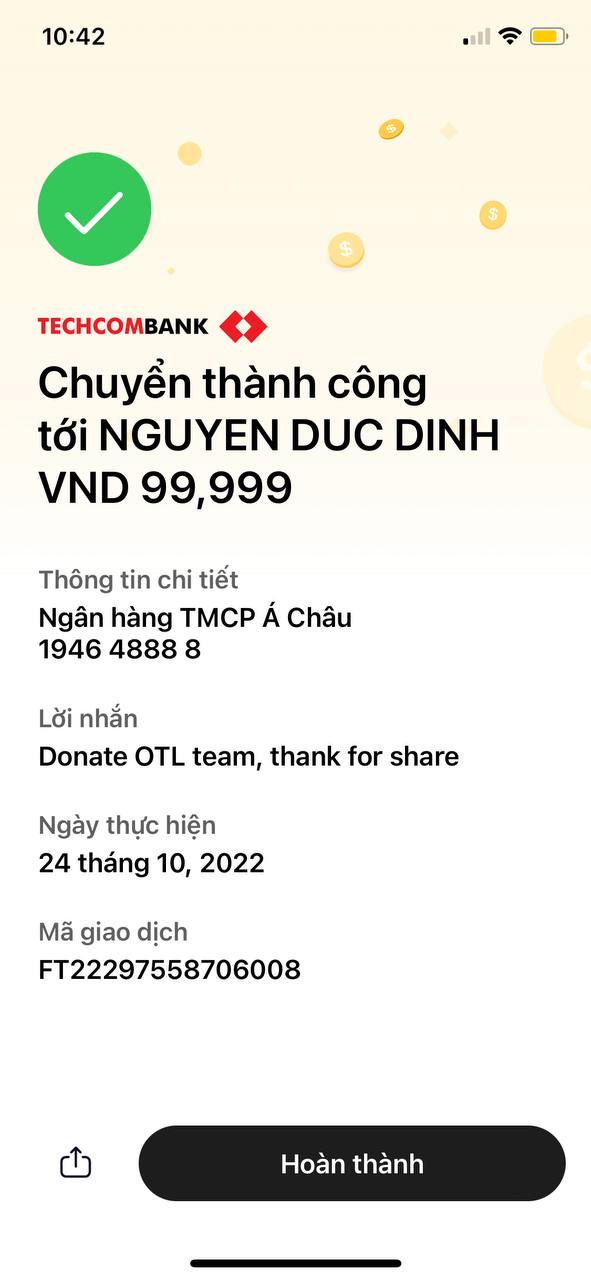 10:42
TECHCOMBANK
Chuyển thành công
tới NGUYEN DUC DINH
VND 99,999
Thông tin chi tiết
Ngân hàng TMCP Á Châu
1946 4888 8
Lời nhắn
Donate OTL team, thank for share
Ngày thực hiện
24 tháng 10, 2022
Mã giao dịch
FT22297558706008
Hoàn thành